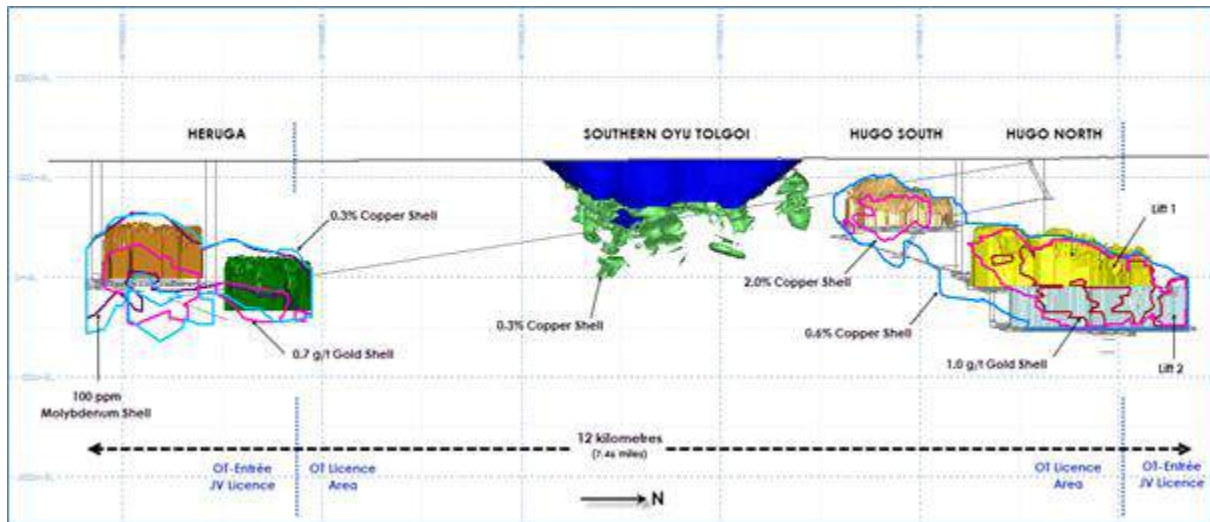 HERUGA
SOUTHERN OYU TOLGOI
HUGO SOUTH
HUGO NORTH
Lift 1
0.3% Copper Shell
2.0% Copper Shell
0.3% Copper Shell
0.6% Copper Shell
0.7 g/t Gold Shell
1.0 g/t Gold Shell
Lift 2
100 ppm
Molybdenum Shell
12 kilometres
(7.46 miles)
OT-Entrée
JV Licence
OT Licence
Area
OT Licence
Area
OT-Entrée
JV Licence
N